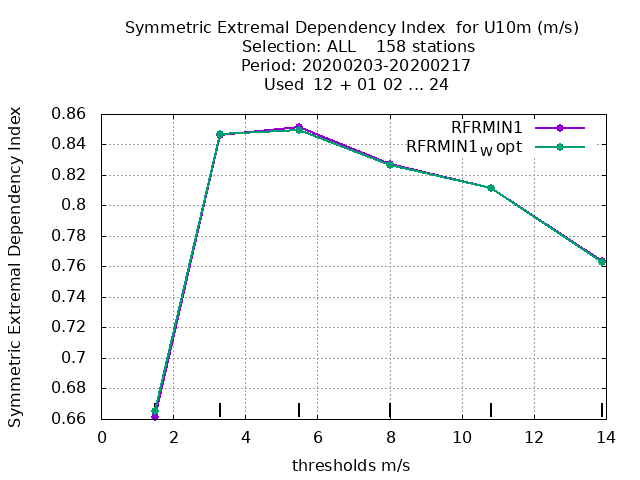 Symmetric Extremal Dependency Index for U10m (m/s)
Selection: ALL 158 stations
Period: 20200203-20200217
Used 12 + 01 02 ... 24
Symmetric Extremal Dependency Index
0.86
0.84
0.82
0.8
0.78
0.76
0.74
0.72
0.7
0.68
0.66
RFRMIN1
RFRMIN1W opt
0 2 4 6 8 10 12 14
thresholds m/s